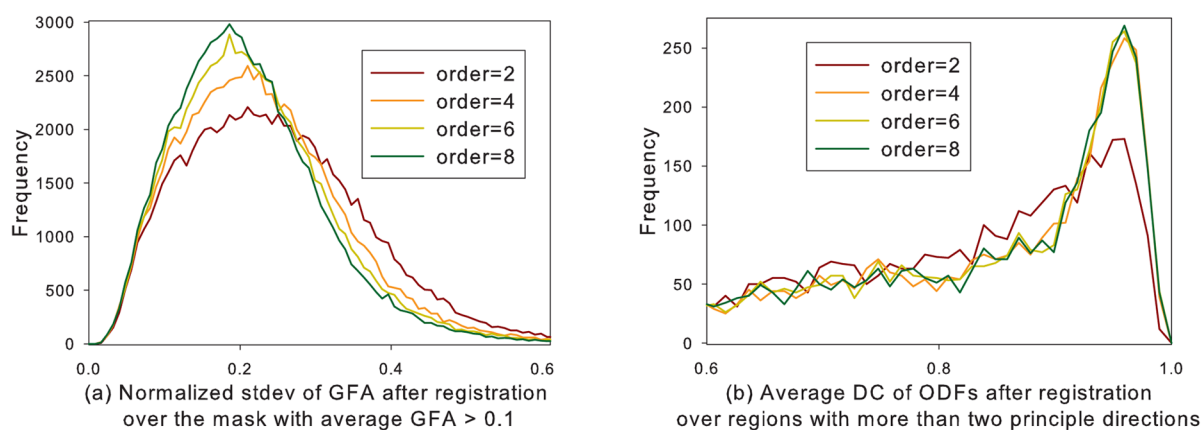 3000
2500
2000
1500
1000
500
0
Frequency
order=2
order=4
order=6
order=8
0.0
0.2
0.4
0.6
(a) Normalized stdev of GFA after registration
over the mask with average GFA > 0.1
250
200
150
100
50
0
Frequency
order=2
order=4
order=6
order=8
0.6
0.8
1.0
(b) Average DC of ODFs after registration
over regions with more than two principle directions